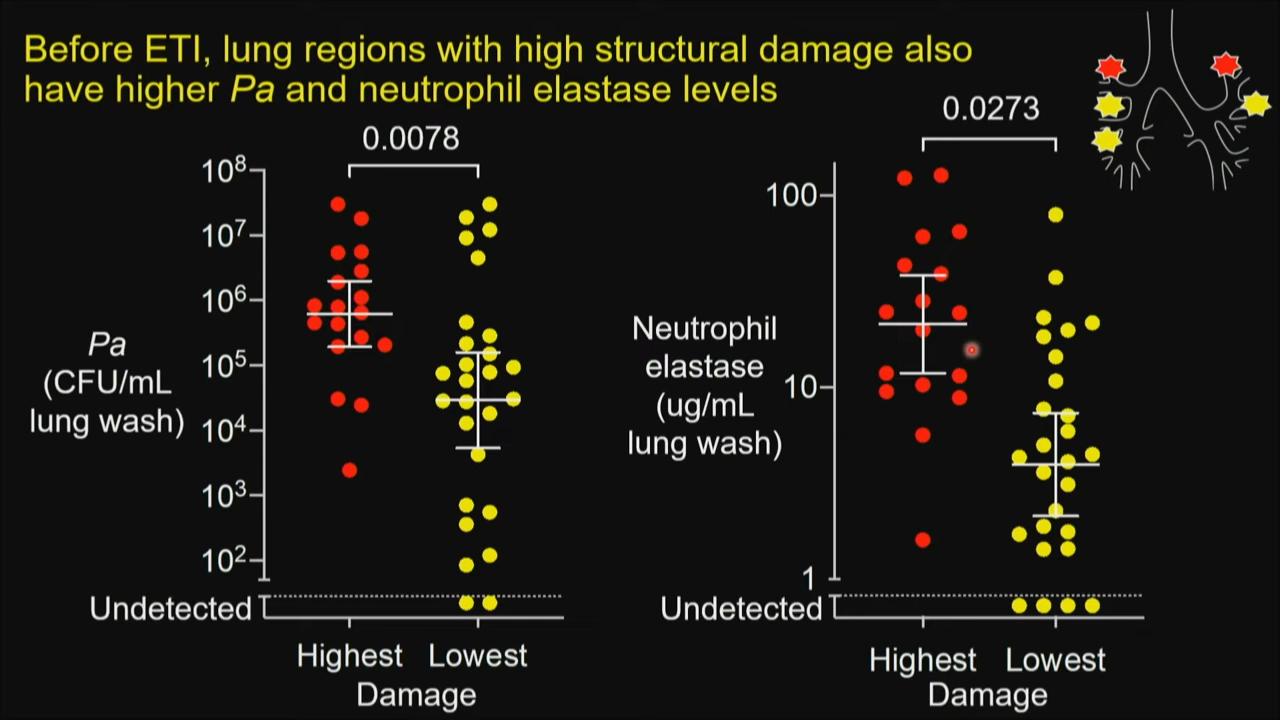 Before ETI, lung regions with high structural damage also
have higher Pa and neutrophil elastase levels
0.0078
10⁸
10⁷
10⁶
10⁵
10⁴
10³
10²
Undetected
Pa
(CFU/mL
lung wash)
Highest Lowest
Damage
0.0273
100
10
1
Undetected
Neutrophil
elastase
(ug/mL
lung wash)
Highest Lowest
Damage